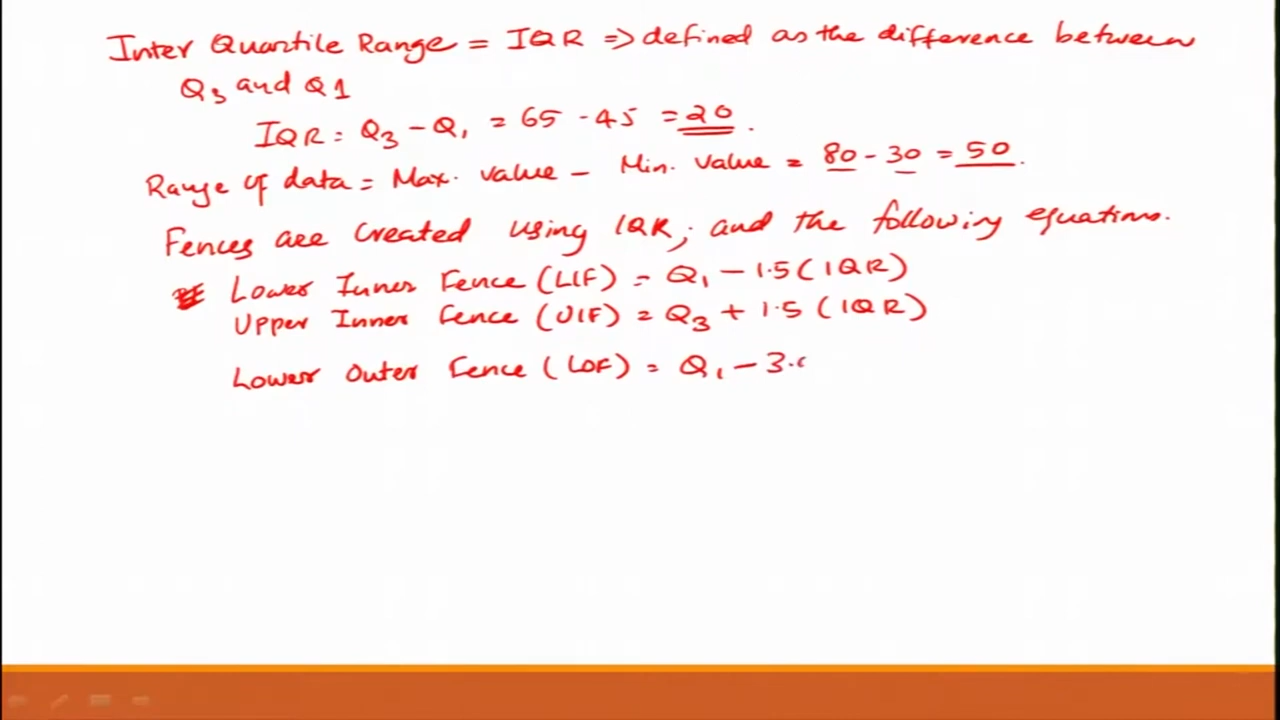 Inter Quartile Range = IQR => defined as the difference between
Q3 and Q1
IQR = Q3 - Q1 = 65 - 45 = 20.
Range of data = Max. value - Min. value = 80 - 30 = 50.
Fences are created using IQR, and the following equations.
Lower Inner Fence (LIF) = Q1 - 1.5 (IQR)
Upper Inner Fence (UIF) = Q3 + 1.5 (IQR)
Lower Outer Fence (LOF) = Q1 - 3.